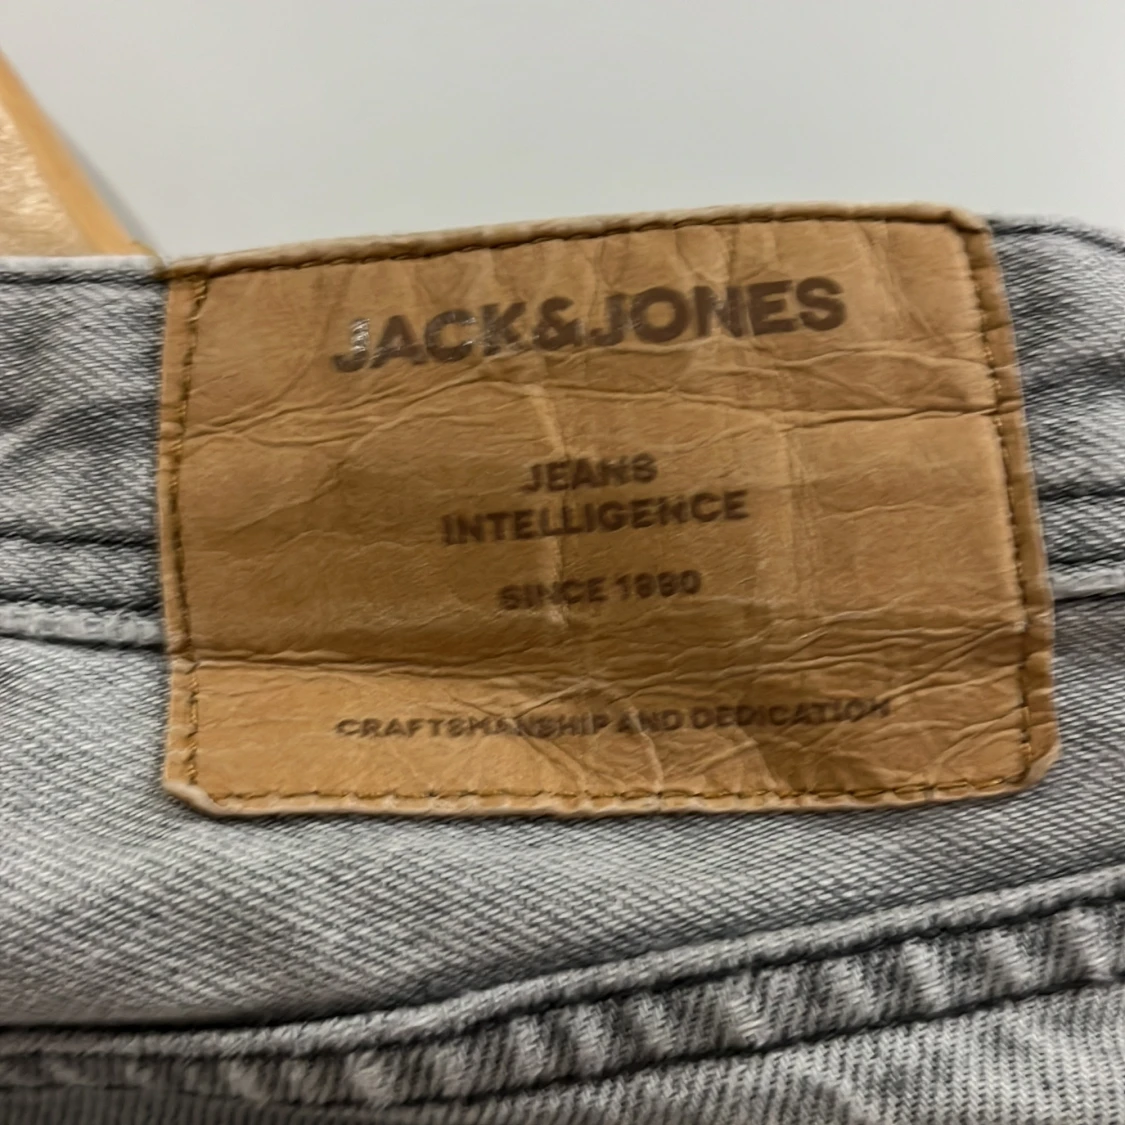 JACK&JONES
JEANS
INTELLIGENCE
SINCE 1990
CRAFTSMANSHIP AND DEDICATION